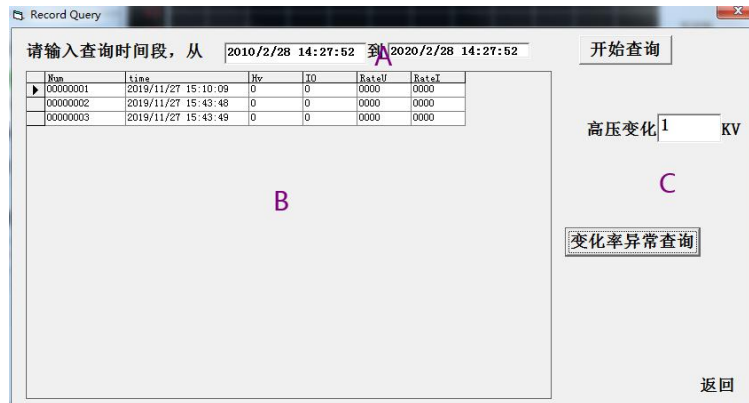 Record Query
请输入查询时间段，从 2010/2/28 14:27:52 到 2020/2/28 14:27:52 开始查询
A
Num time Hv IO RateU RateI
00000001 2019/11/27 15:10:09 0 0 0000 0000
00000002 2019/11/27 15:43:48 0 0 0000 0000
00000003 2019/11/27 15:43:49 0 0 0000 0000
高压变化 1 KV
B
C
变化率异常查询
返回